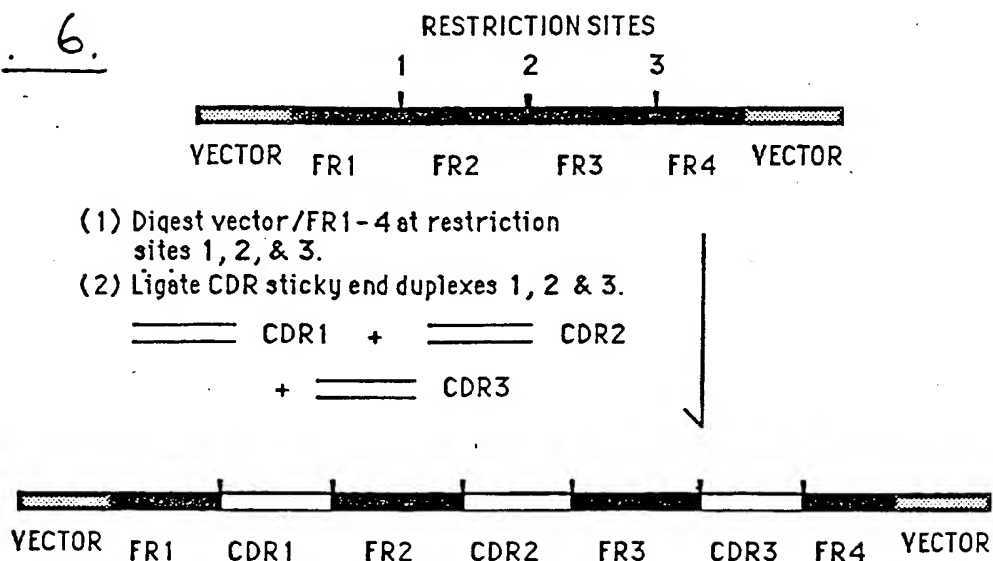 . 6.
RESTRICTION SITES
1 2 3
VECTOR FR1 FR2 FR3 FR4 VECTOR
(1) Digest vector/FR1-4 at restriction
sites 1, 2, & 3.
(2) Ligate CDR sticky end duplexes 1, 2 & 3.
CDR1 + CDR2
+ CDR3
VECTOR FR1 CDR1 FR2 CDR2 FR3 CDR3 FR4 VECTOR